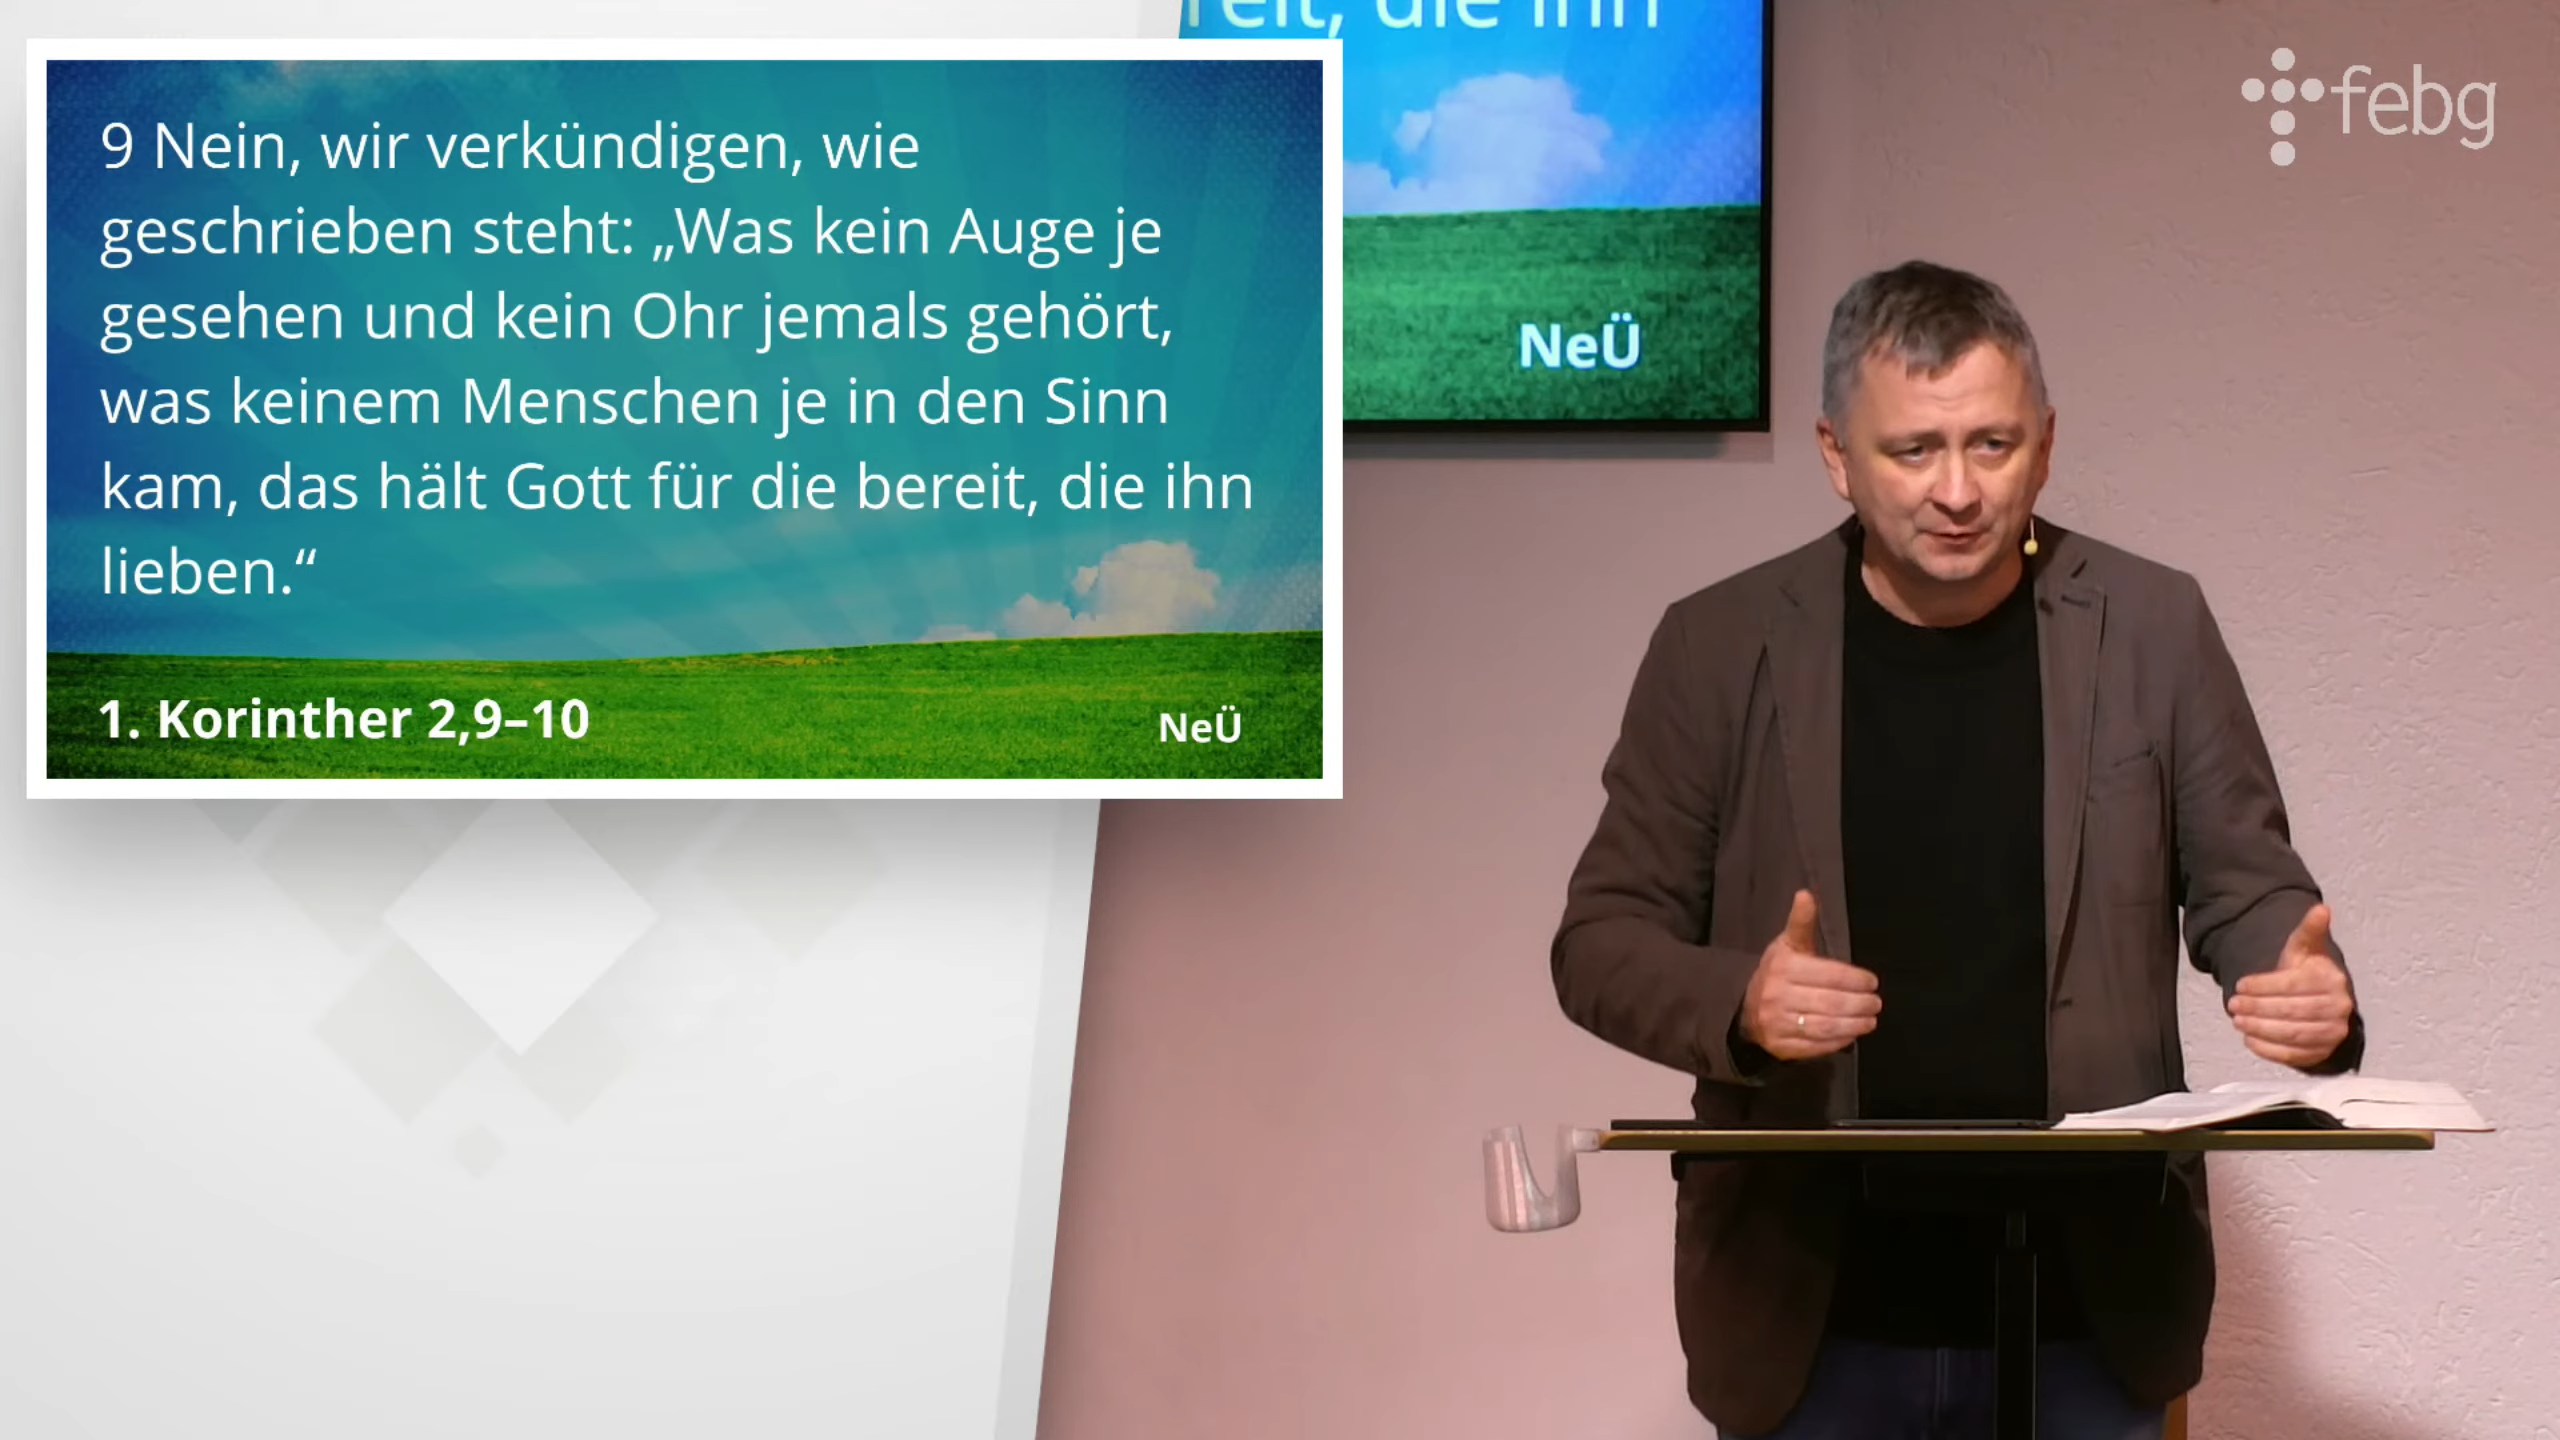 9 Nein, wir verkündigen, wie
geschrieben steht: „Was kein Auge je
gesehen und kein Ohr jemals gehört,
was keinem Menschen je in den Sinn
kam, das hält Gott für die bereit, die ihn
lieben.“
1. Korinther 2,9–10
NeÜ
die ihn
NeÜ
febg